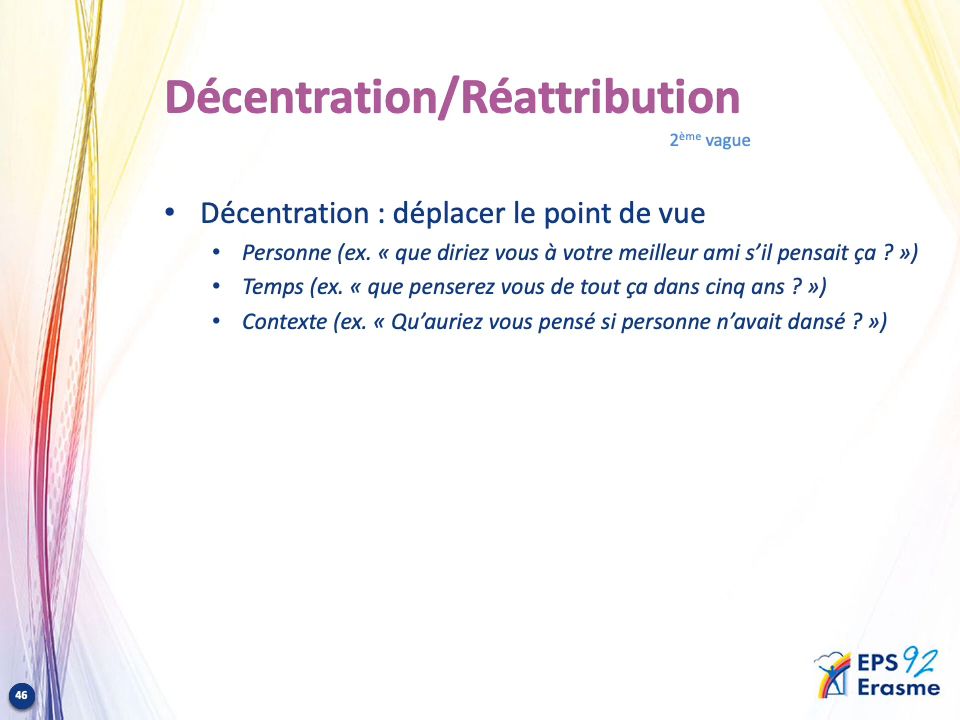 Décentration/Réattribution
2ème vague
• Décentration : déplacer le point de vue
• Personne (ex. « que diriez vous à votre meilleur ami s’il pensait ça ? »)
• Temps (ex. « que penserez vous de tout ça dans cinq ans ? »)
• Contexte (ex. « Qu’auriez vous pensé si personne n’avait dansé ? »)
46
EPS 92
Erasme